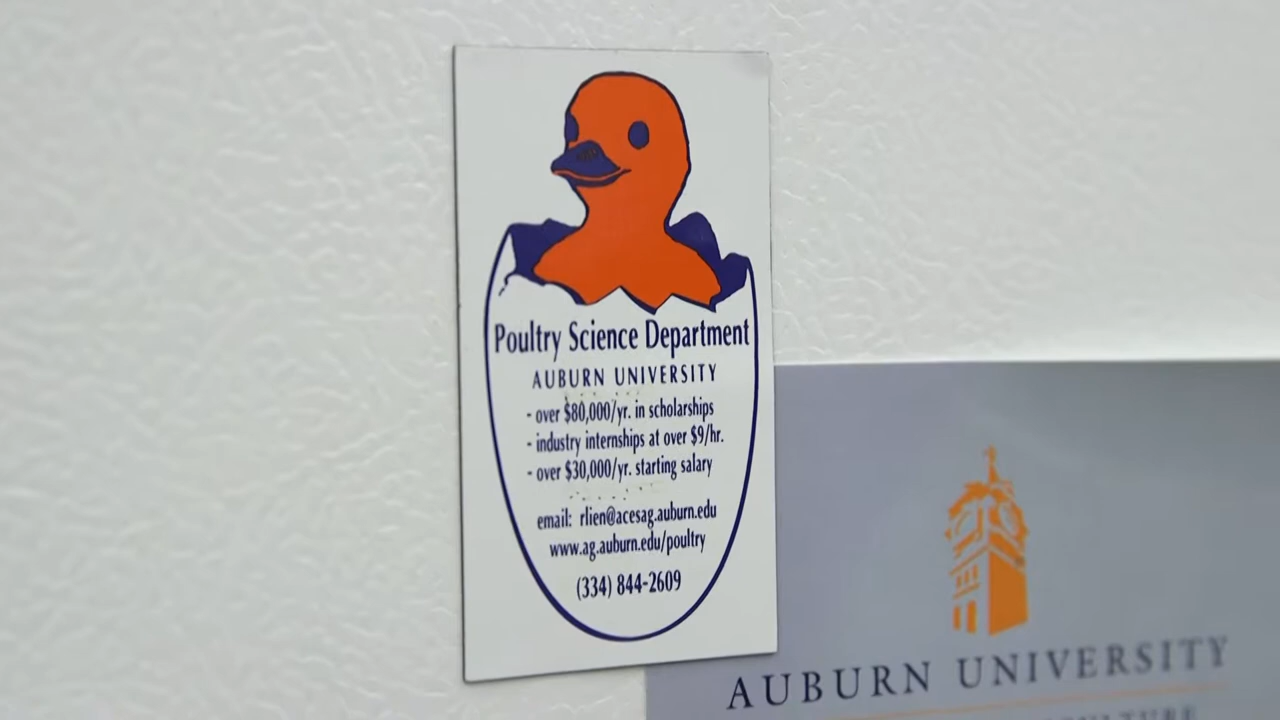 Poultry Science Department
AUBURN UNIVERSITY
- over $80,000/yr. in scholarships
- industry internships at over $9/hr.
- over $30,000/yr. starting salary
email: rlien@acesag.auburn.edu
www.ag.auburn.edu/poultry
(334) 844-2609
AUBURN UNIVERSITY